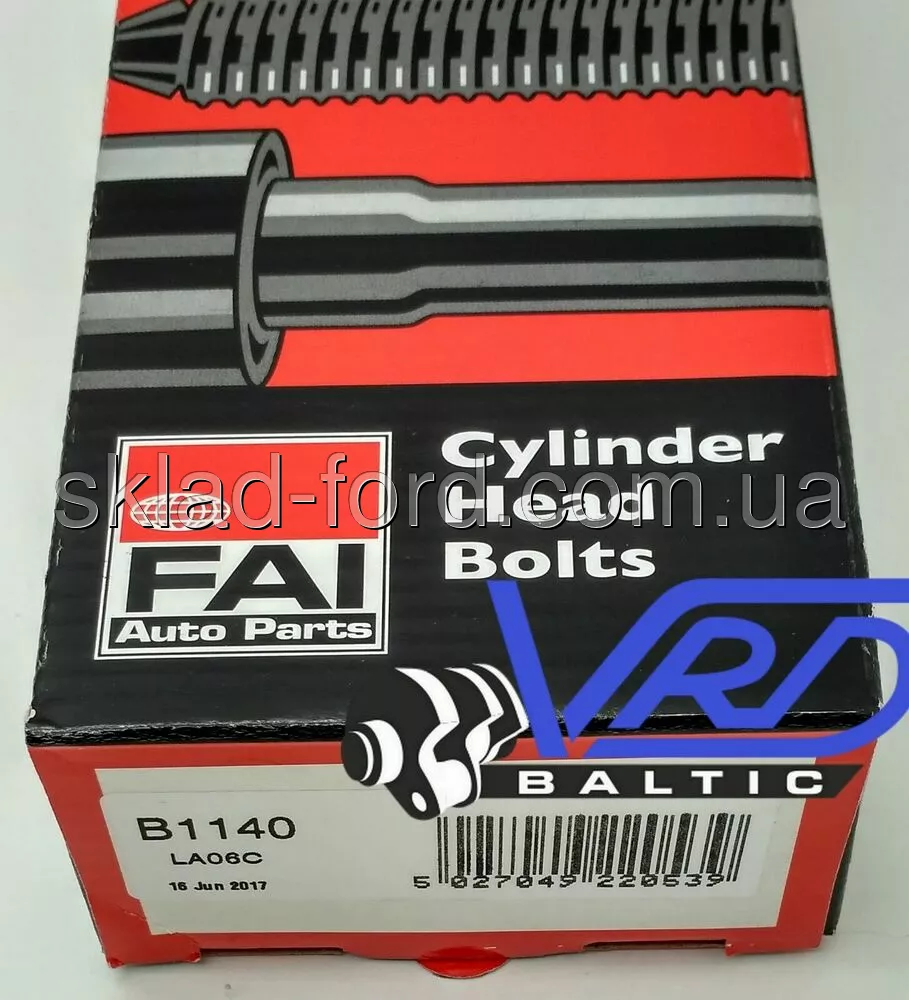 Cylinder
Head
Bolts
sklad-ford.com.ua
FAI
Auto Parts
VRD
BALTIC
B1140
LA06C
16 Jun 2017
5 027049 220539